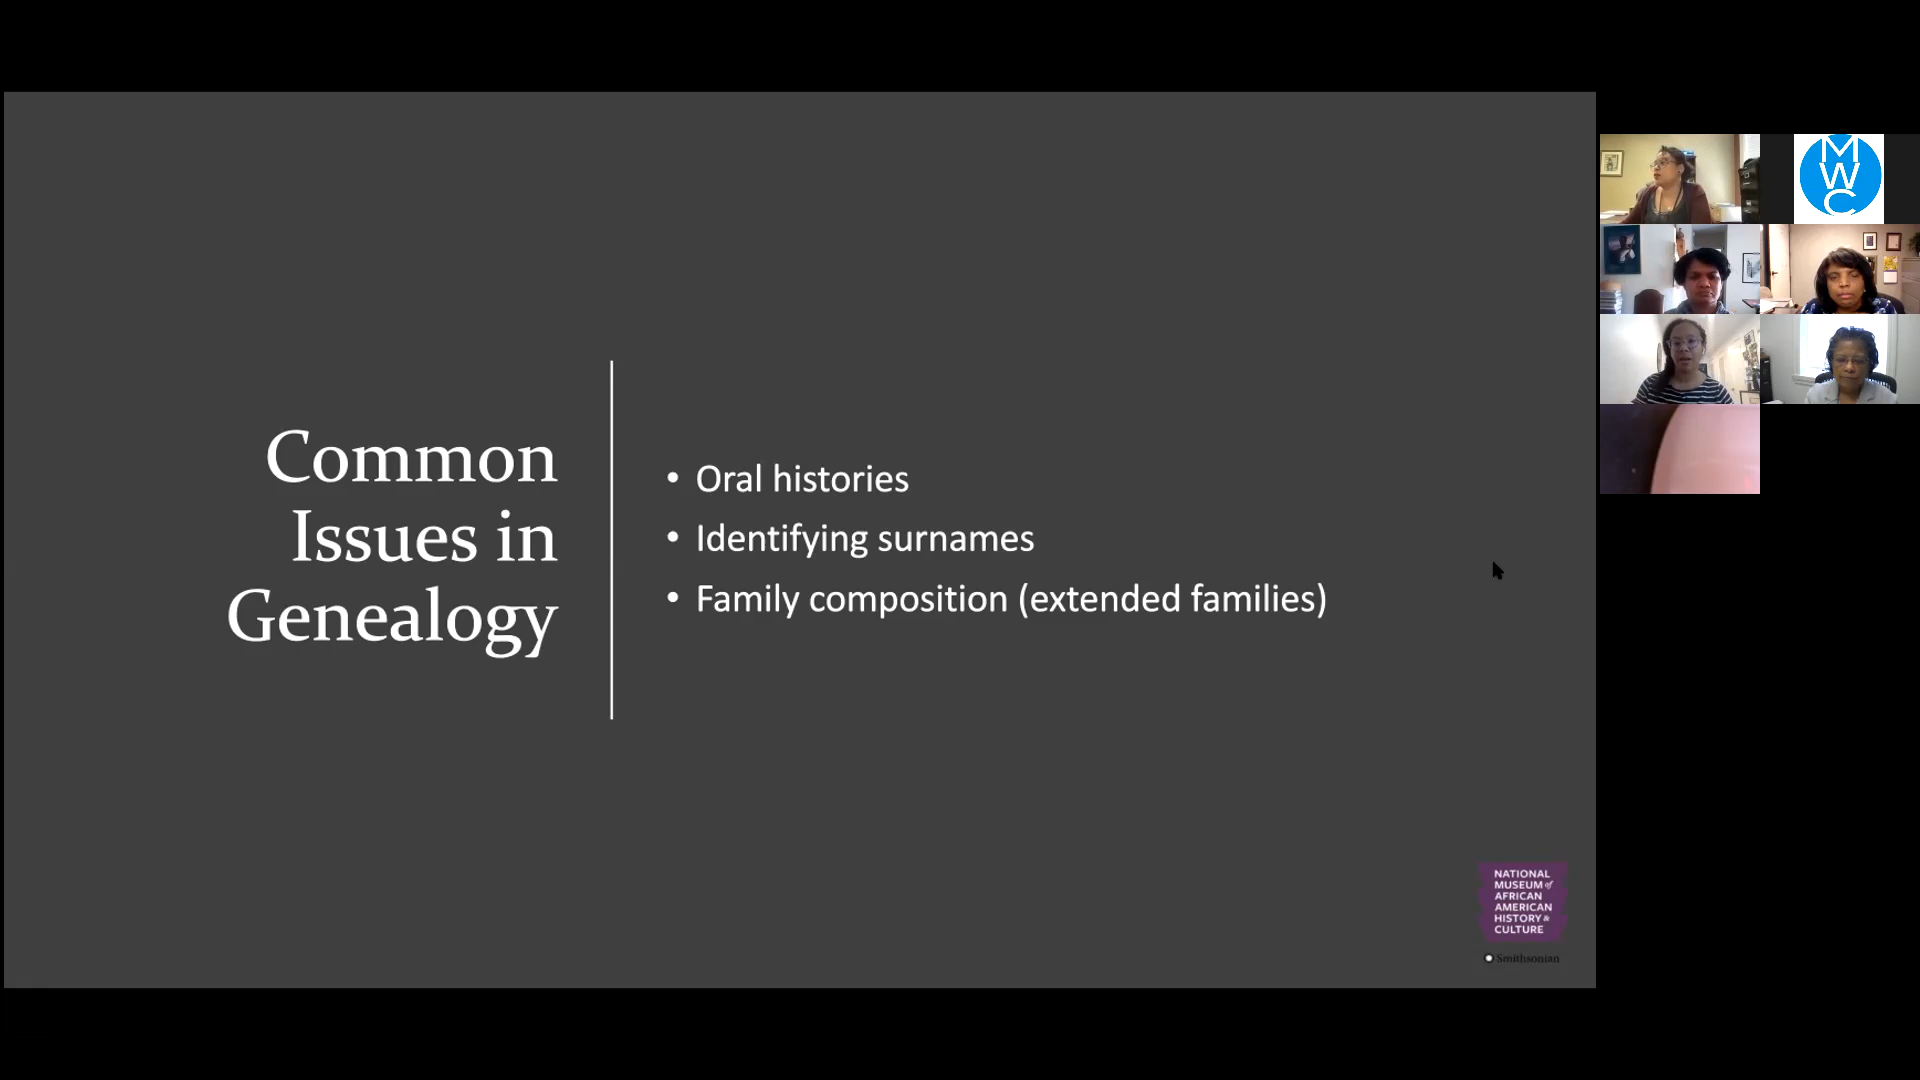 Common
Issues in
Genealogy
• Oral histories
• Identifying surnames
• Family composition (extended families)
NATIONAL
MUSEUM of
AFRICAN
AMERICAN
HISTORY &
CULTURE
Smithsonian
M
W
C